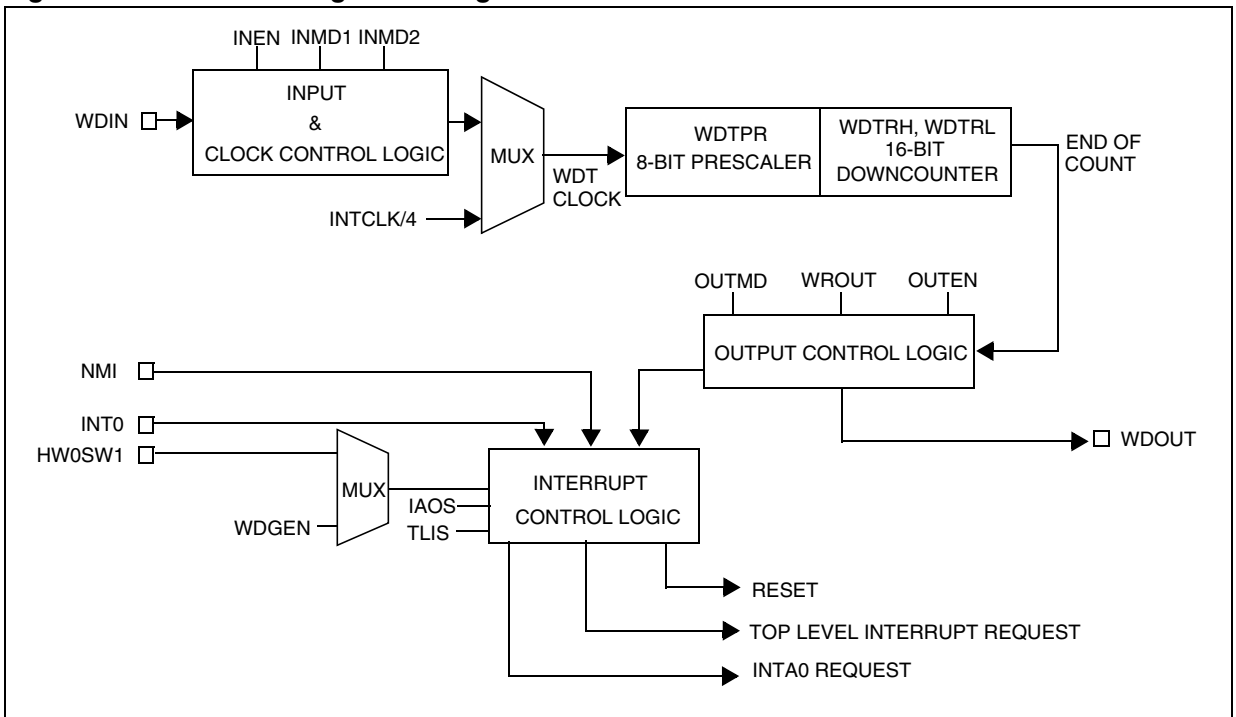 INEN INMD1 INMD2
INPUT
&
CLOCK CONTROL LOGIC
WDIN
MUX
WDT
CLOCK
INTCLK/4
WDTPR
8-BIT PRESCALER
WDTRH, WDTRL
16-BIT
DOWNCOUNTER
END OF
COUNT
OUTMD WROUT OUTEN
OUTPUT CONTROL LOGIC
NMI
INT0
HW0SW1
MUX
WDGEN
IAOS
TLIS
INTERRUPT
CONTROL LOGIC
WDOUT
RESET
TOP LEVEL INTERRUPT REQUEST
INTA0 REQUEST